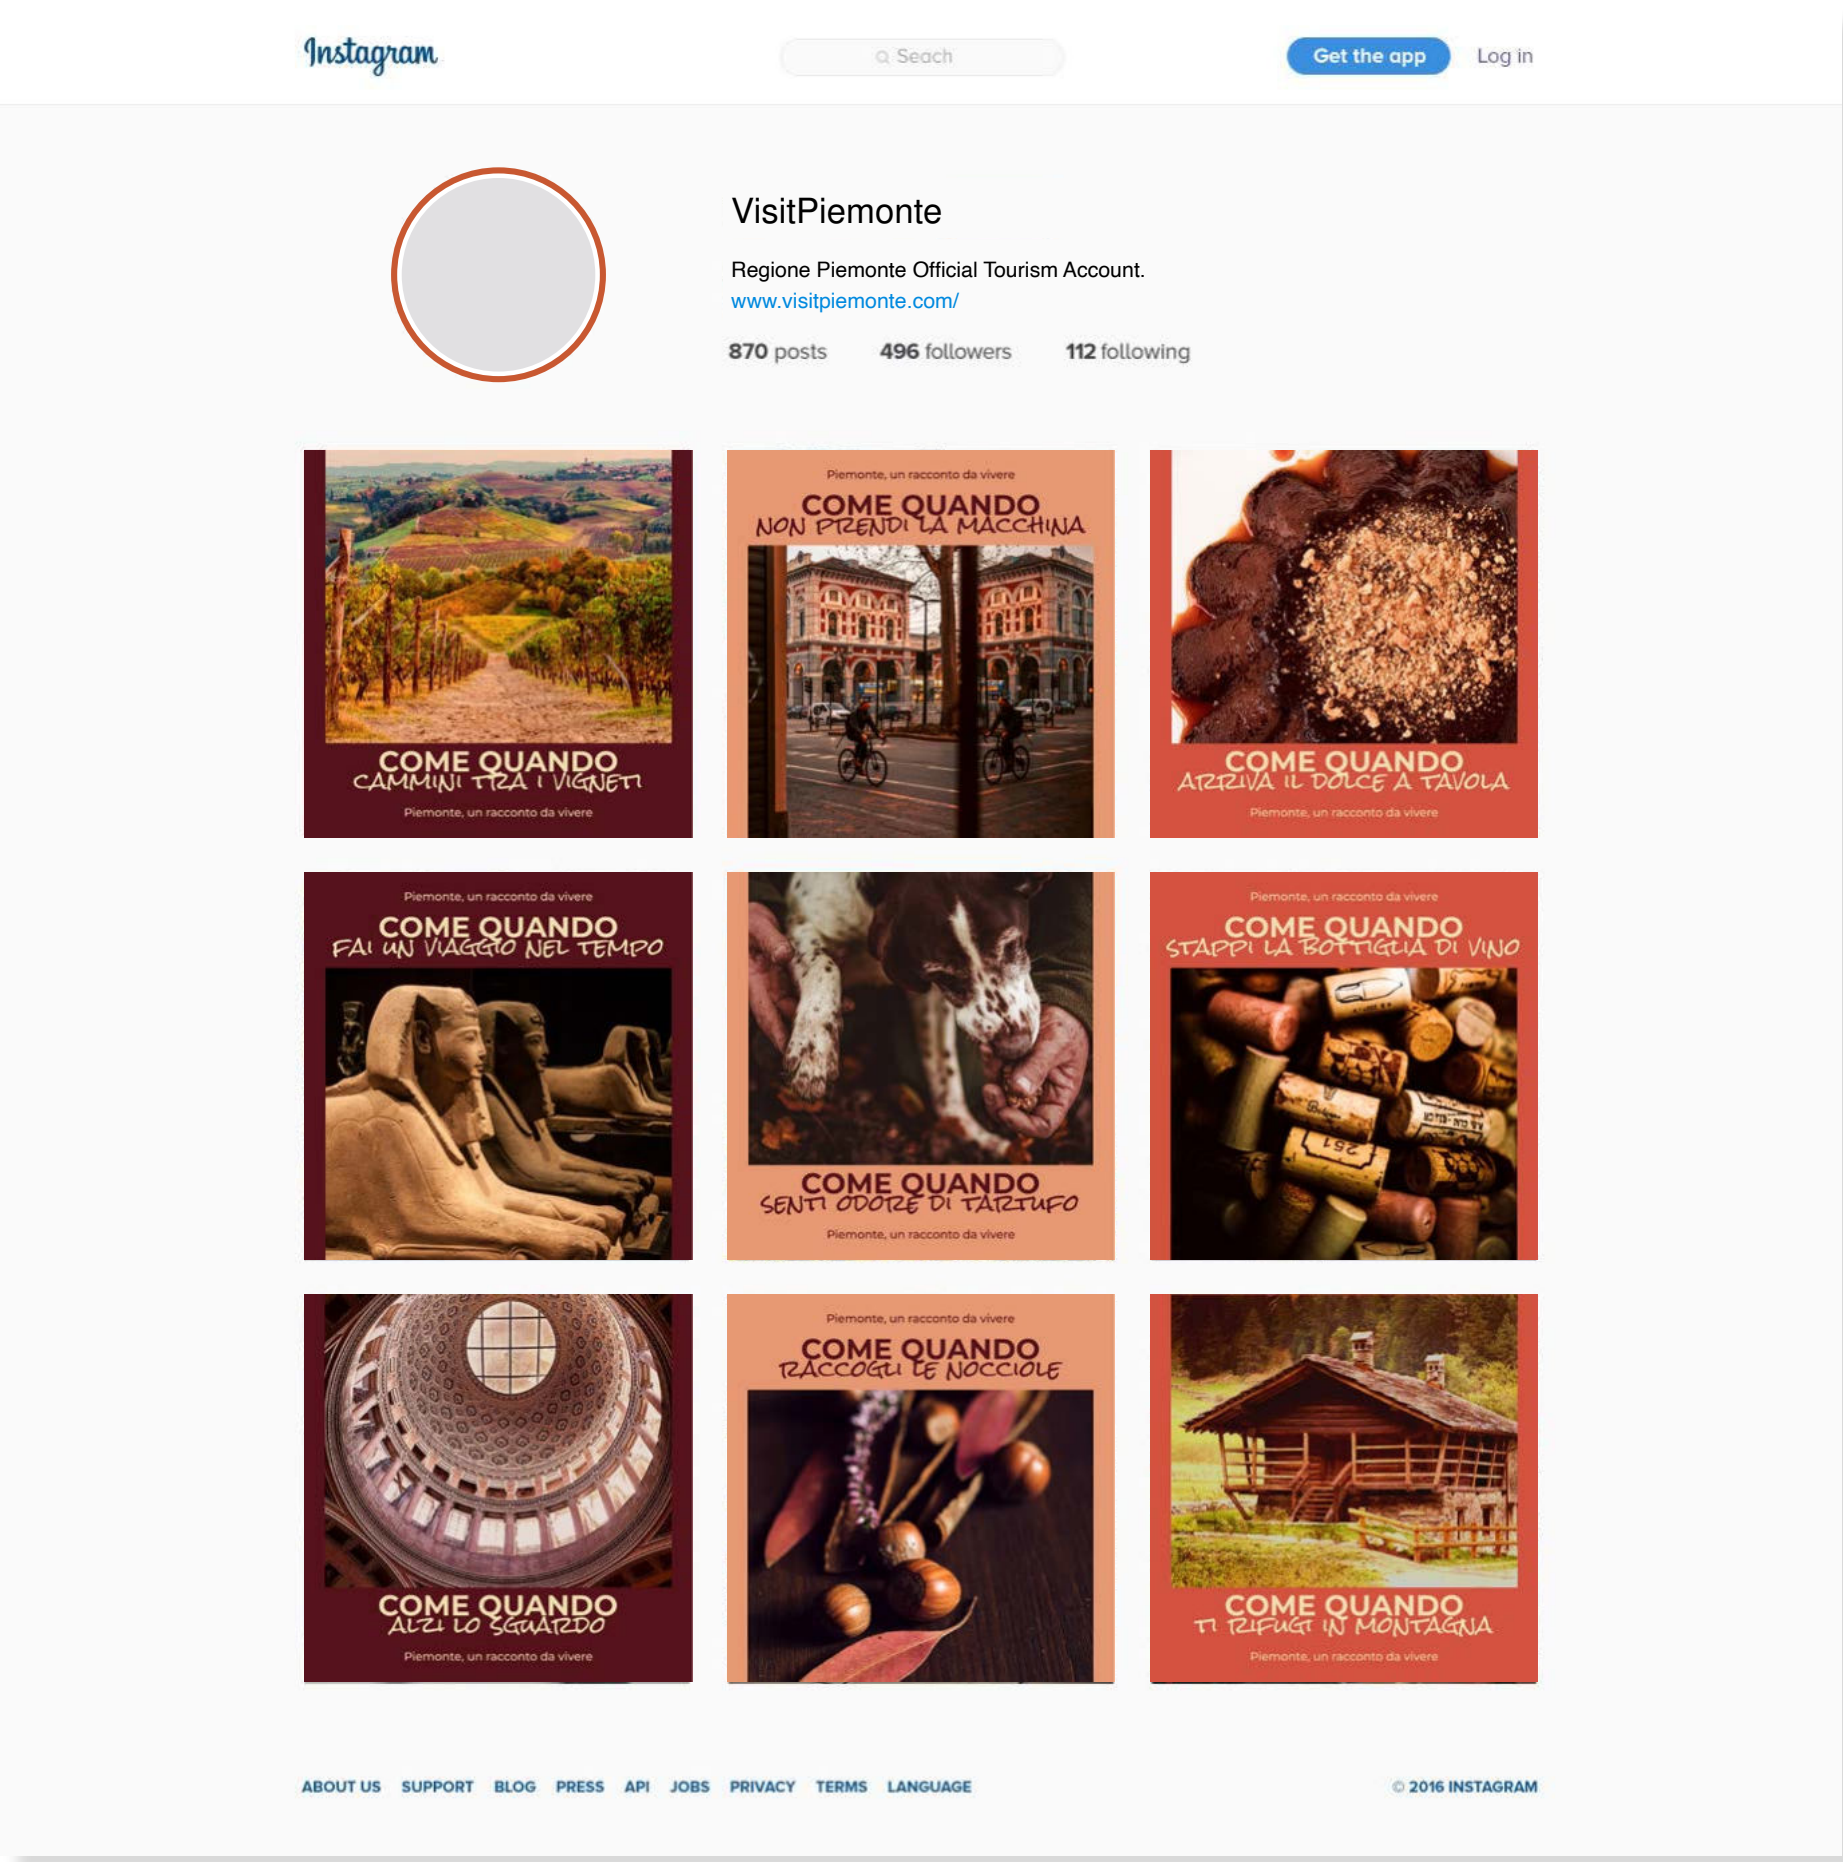 Instagram
Seach
Get the app
Log in
VisitPiemonte
Regione Piemonte Official Tourism Account.
www.visitpiemonte.com/
870 posts 496 followers 112 following
COME QUANDO
CAMMINI TRA I VIGNETI
Piemonte, un racconto da vivere
Piemonte, un racconto da vivere
COME QUANDO
NON PRENDI LA MACCHINA
COME QUANDO
ARRIVA IL DOLCE A TAVOLA
Piemonte, un racconto da vivere
Piemonte, un racconto da vivere
COME QUANDO
FAI UN VIAGGIO NEL TEMPO
COME QUANDO
SENTI ODORE DI TARTUFO
Piemonte, un racconto da vivere
Piemonte, un racconto da vivere
COME QUANDO
STAPPI LA BOTTIGLIA DI VINO
251
COME QUANDO
ALZI LO SGUARDO
Piemonte, un racconto da vivere
Piemonte, un racconto da vivere
COME QUANDO
RACCOGLI LE NOCCIOLE
COME QUANDO
TI RIFUGI IN MONTAGNA
Piemonte, un racconto da vivere
ABOUT US SUPPORT BLOG PRESS API JOBS PRIVACY TERMS LANGUAGE
© 2016 INSTAGRAM